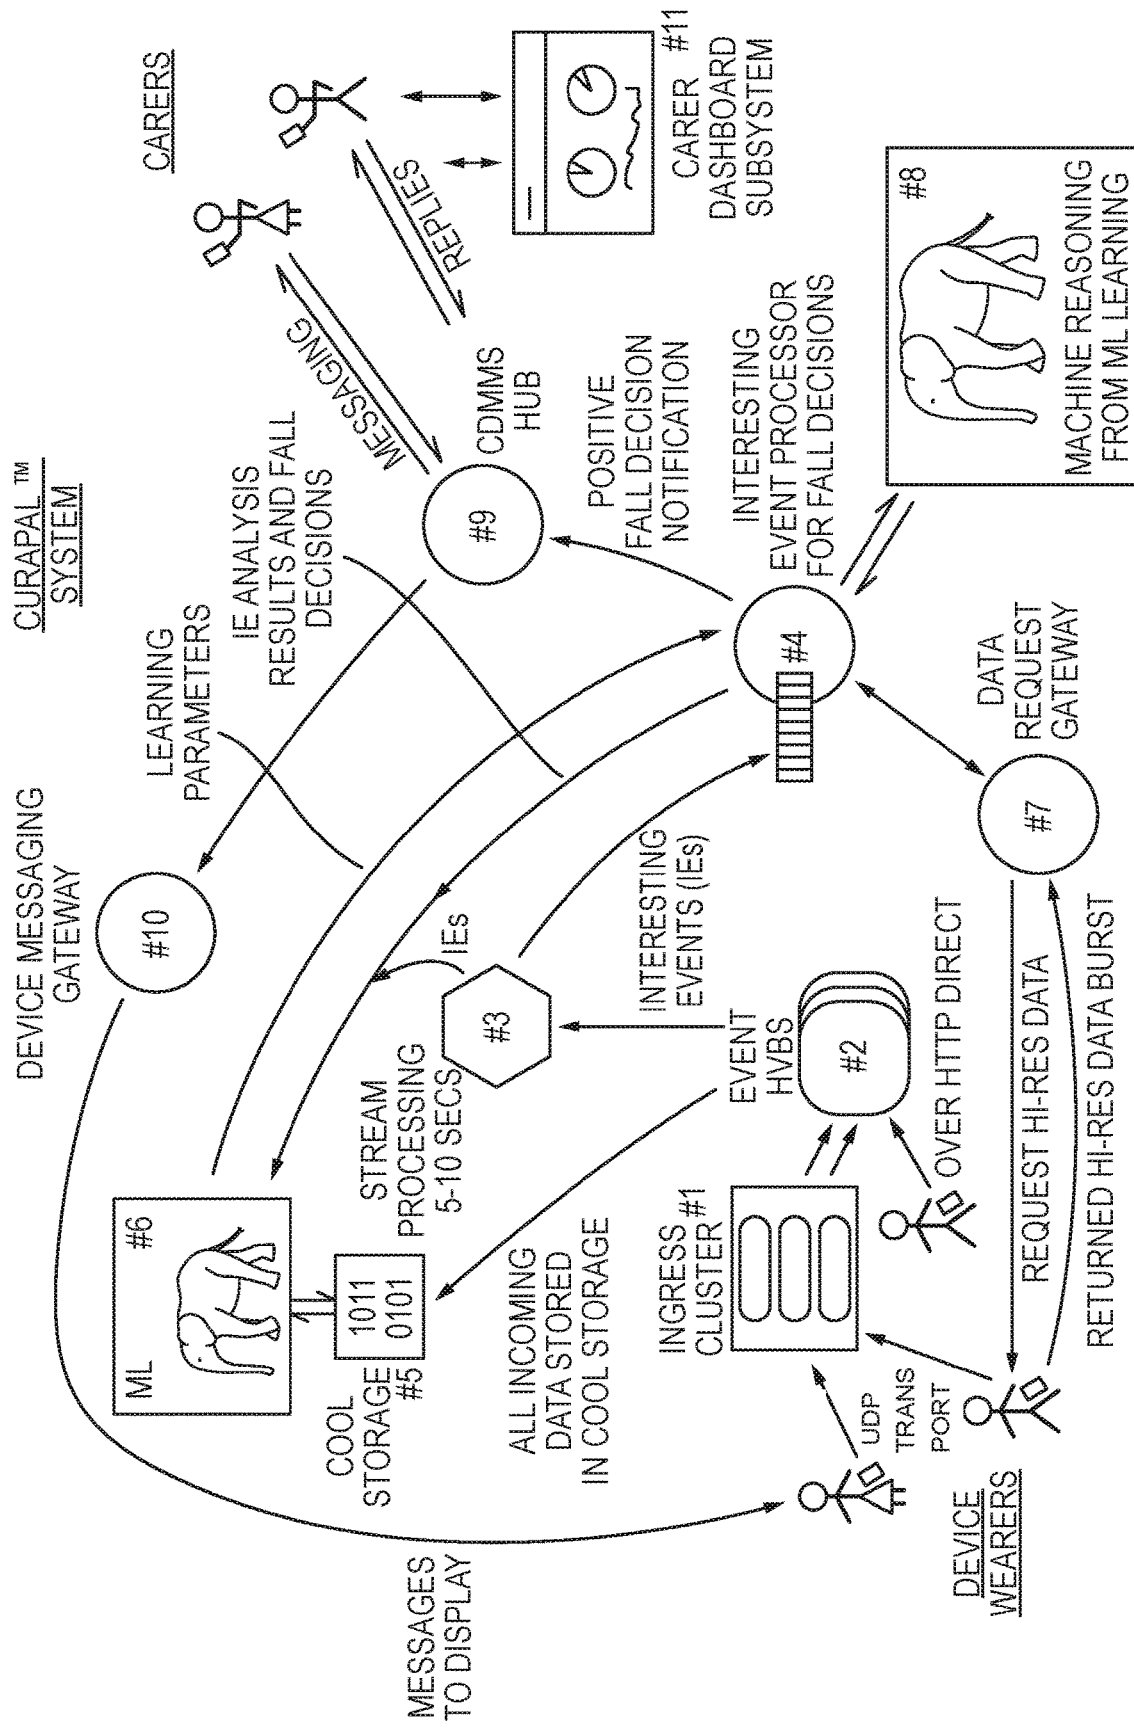 CURAPAL™
SYSTEM
CARERS
DEVICE MESSAGING
GATEWAY
#10
LEARNING
PARAMETERS
IE ANALYSIS
RESULTS AND FALL
DECISIONS
MESSAGING
REPLIES
#9
CDMMS
HUB
#11
CARER
DASHBOARD
SUBSYSTEM
MESSAGES
TO DISPLAY
ML
#6
1011
0101
COOL
STORAGE
#5
STREAM
PROCESSING
5-10 SECS
#3
IEs
INTERESTING
EVENTS (IEs)
POSITIVE
FALL DECISION
NOTIFICATION
INTERESTING
EVENT PROCESSOR
FOR FALL DECISIONS
#4
ALL INCOMING
DATA STORED
IN COOL STORAGE
EVENT
HVBS
#2
INGRESS
CLUSTER
#1
UDP
TRANS
PORT
OVER HTTP DIRECT
DEVICE
WEARERS
REQUEST HI-RES DATA
RETURNED HI-RES DATA BURST
#7
DATA
REQUEST
GATEWAY
#8
MACHINE REASONING
FROM ML LEARNING